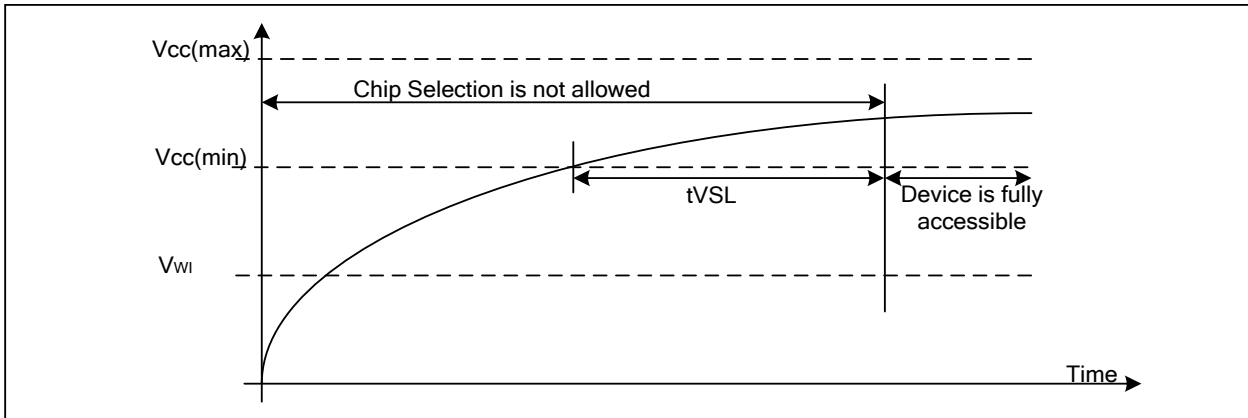 Vcc(max)
Chip Selection is not allowed
Vcc(min)
tVSL
Device is fully
accessible
VWI
Time